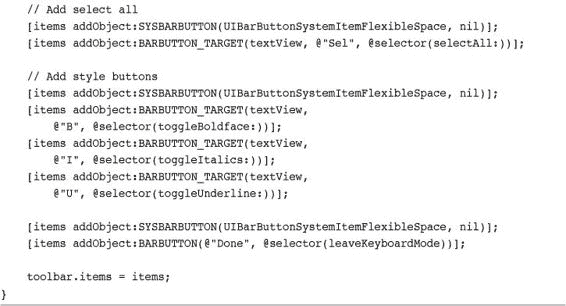 // Add select all
[items addObject:SYSBARBUTTON(UIBarButtonSystemItemFlexibleSpace, nil)];
[items addObject:BARBUTTON_TARGET(textView, @"Sel", @selector(selectAll:))];
// Add style buttons
[items addObject:SYSBARBUTTON(UIBarButtonSystemItemFlexibleSpace, nil)];
[items addObject:BARBUTTON_TARGET(textView,
@"B", @selector(toggleBoldface:))];
[items addObject:BARBUTTON_TARGET(textView,
@"I", @selector(toggleItalics:))];
[items addObject:BARBUTTON_TARGET(textView,
@"U", @selector(toggleUnderline:))];
[items addObject:SYSBARBUTTON(UIBarButtonSystemItemFlexibleSpace, nil)];
[items addObject:BARBUTTON(@"Done", @selector(leaveKeyboardMode))];
toolbar.items = items;
}